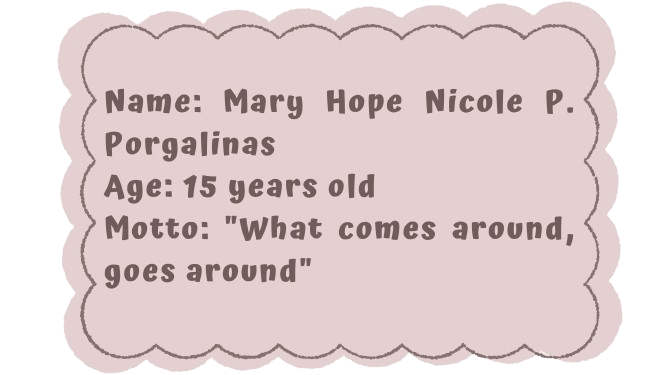 Name: Mary Hope Nicole P.
Porgalinas
Age: 15 years old
Motto: "What comes around,
goes around"